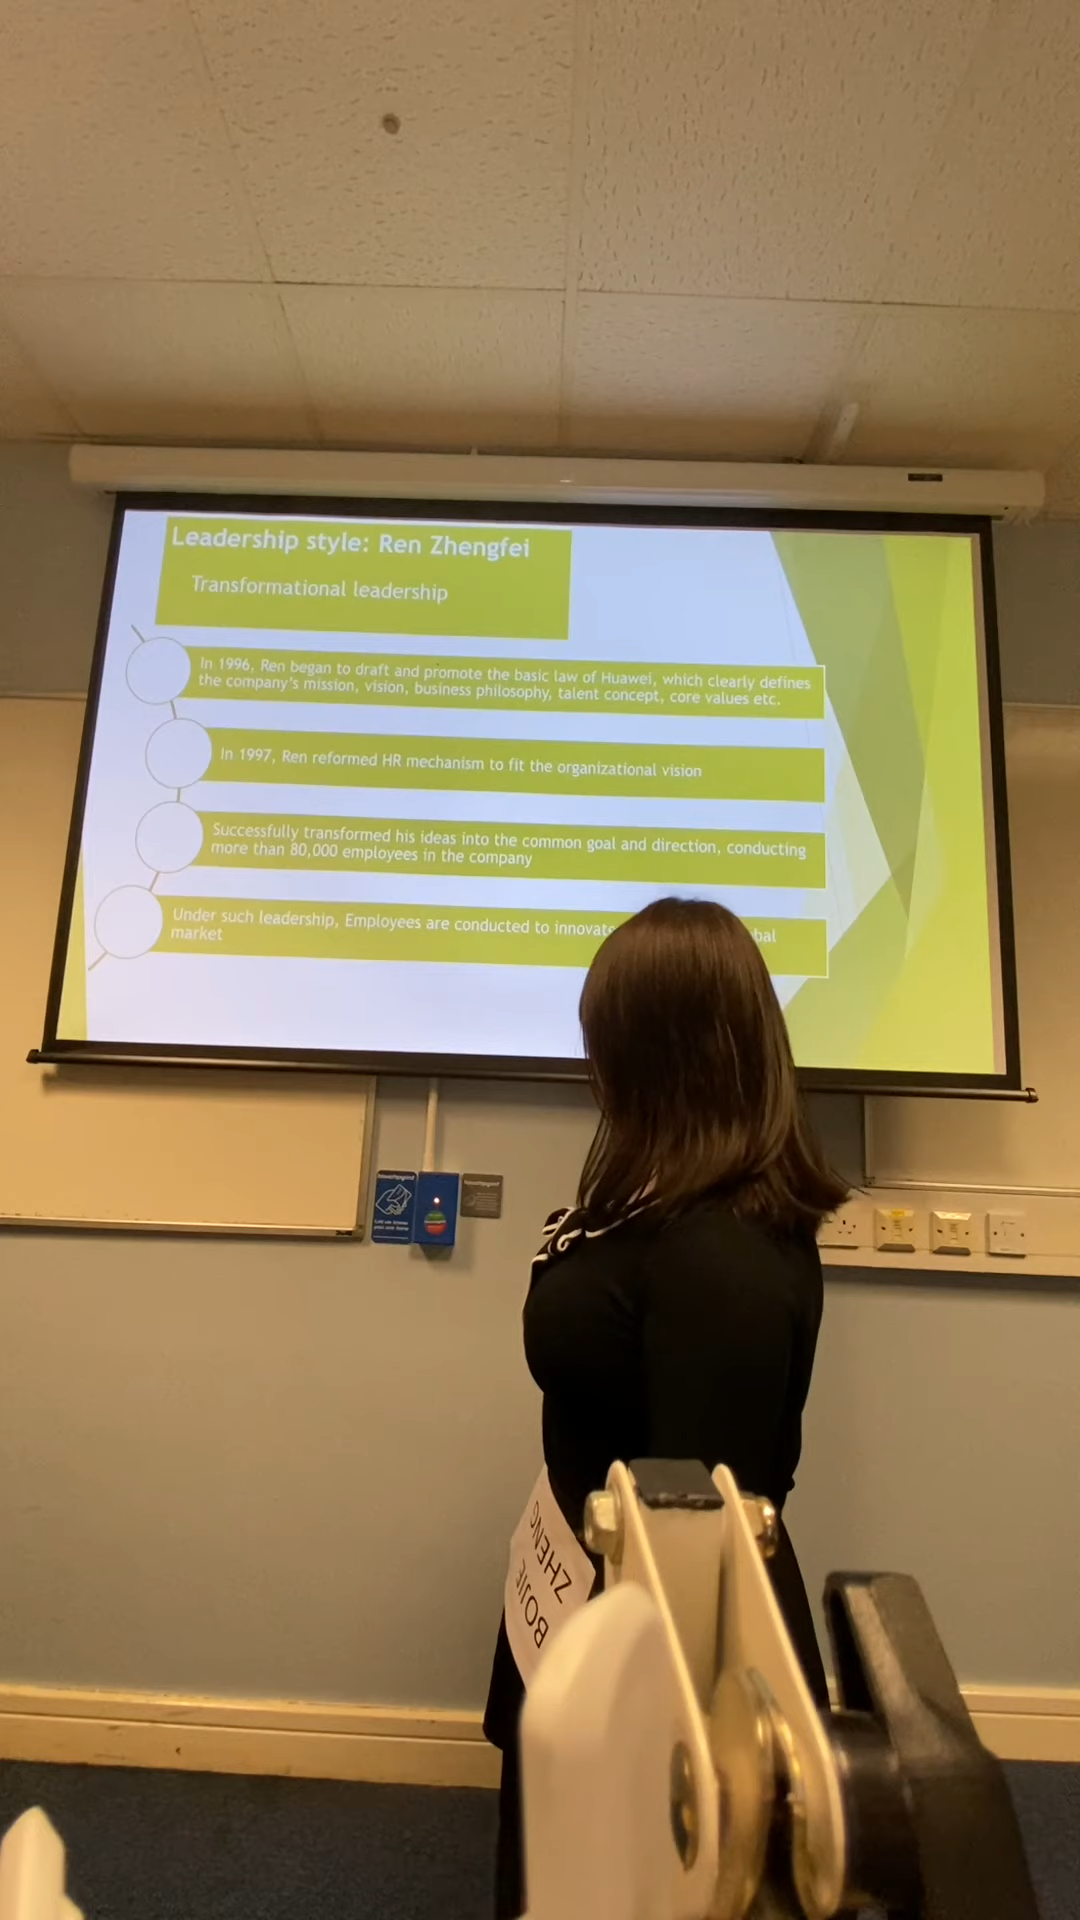 Leadership style: Ren Zhengfei
Transformational leadership
In 1996, Ren began to draft and promote the basic law of Huawei, which clearly defines
the company's mission, vision, business philosophy, talent concept, core values etc.
In 1997, Ren reformed HR mechanism to fit the organizational vision
Successfully transformed his ideas into the common goal and direction, conducting
more than 80,000 employees in the company
Under such leadership, Employees are conducted to innovate
market
BOJIE
ZHENG